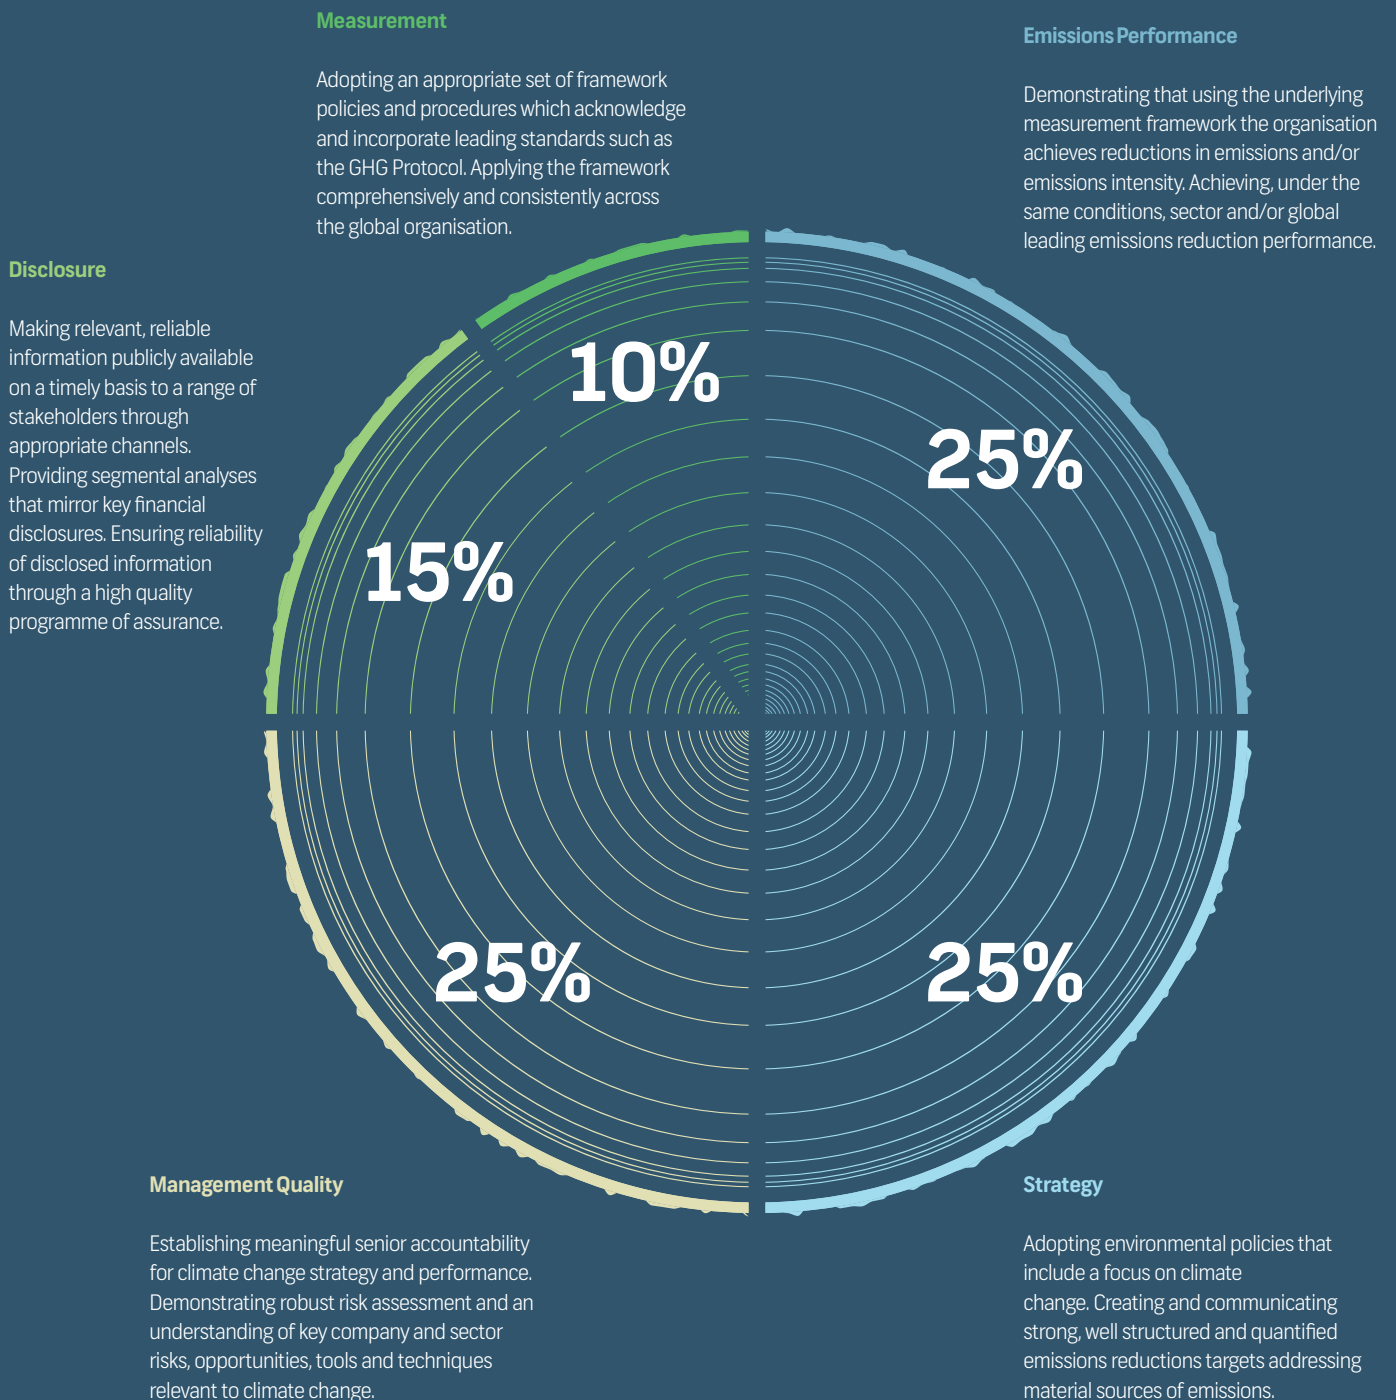 Measurement
Adopting an appropriate set of framework
policies and procedures which acknowledge
and incorporate leading standards such as
the GHG Protocol. Applying the framework
comprehensively and consistently across
the global organisation.
Emissions Performance
Demonstrating that using the underlying
measurement framework the organisation
achieves reductions in emissions and/or
emissions intensity. Achieving, under the
same conditions, sector and/or global
leading emissions reduction performance.
Disclosure
Making relevant, reliable
information publicly available
on a timely basis to a range of
stakeholders through
appropriate channels.
Providing segmental analyses
that mirror key financial
disclosures. Ensuring reliability
of disclosed information
through a high quality
programme of assurance.
10%
25%
15%
25%
25%
Management Quality
Establishing meaningful senior accountability
for climate change strategy and performance.
Demonstrating robust risk assessment and an
understanding of key company and sector
risks, opportunities, tools and techniques
relevant to climate change.
Strategy
Adopting environmental policies that
include a focus on climate
change. Creating and communicating
strong, well structured and quantified
emissions reductions targets addressing
material sources of emissions.